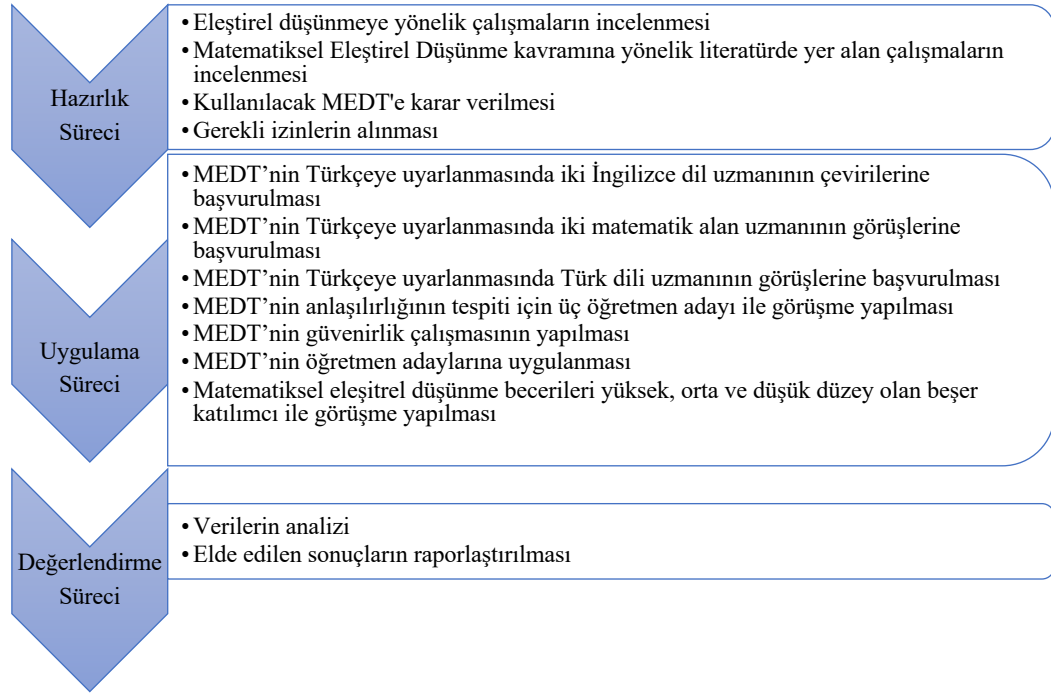 Hazırlık
Süreci
•Eleştirel düşünmeye yönelik çalışmaların incelenmesi
•Matematiksel Eleştirel Düşünme kavramına yönelik literatürde yer alan çalışmaların
incelenmesi
•Kullanılacak MEDT'e karar verilmesi
•Gerekli izinlerin alınması
Uygulama
Süreci
•MEDT’nin Türkçeye uyarlanmasında iki İngilizce dil uzmanının çevirilerine
başvurulması
•MEDT’nin Türkçeye uyarlanmasında iki matematik alan uzmanının görüşlerine
başvurulması
•MEDT’nin Türkçeye uyarlanmasında Türk dili uzmanının görüşlerine başvurulması
•MEDT’nin anlaşılırlığının tespiti için üç öğretmen adayı ile görüşme yapılması
•MEDT’nin güvenirlik çalışmasının yapılması
•MEDT’nin öğretmen adaylarına uygulanması
•Matematiksel eleşitrel düşünme becerileri yüksek, orta ve düşük düzey olan beşer
katılımcı ile görüşme yapılması
Değerlendirme
Süreci
•Verilerin analizi
•Elde edilen sonuçların raporlaştırılması